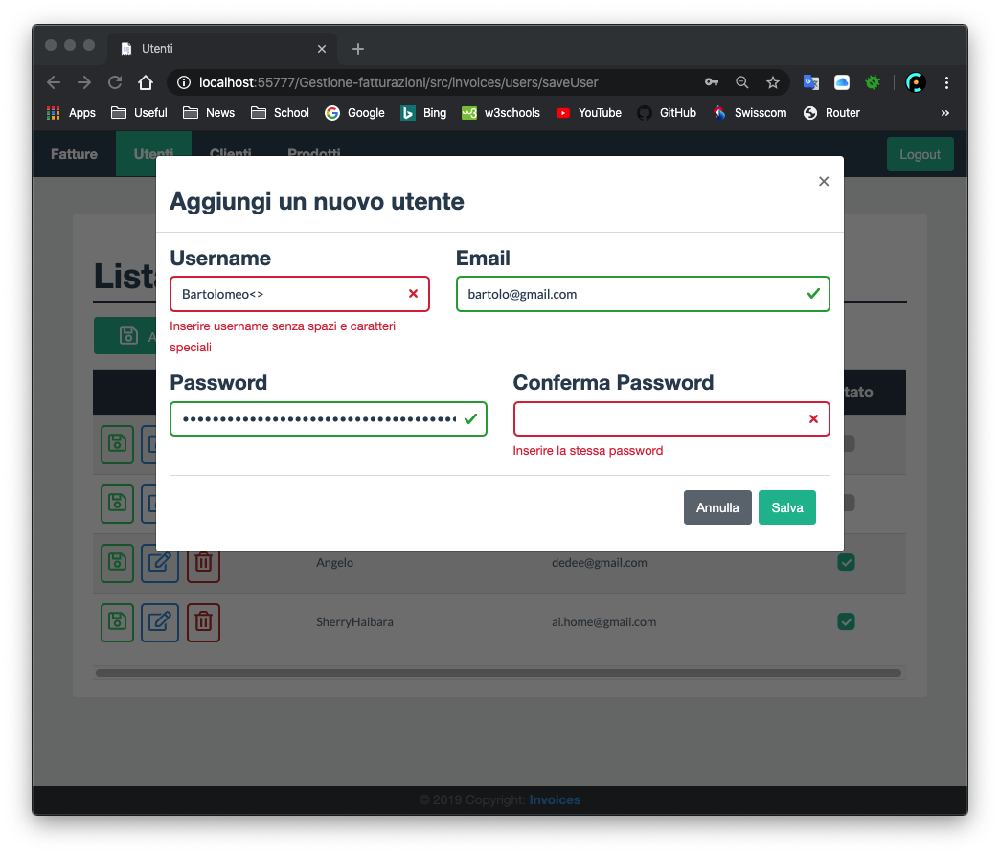 Utenti
localhost:55777/Gestione-fatturazioni/src/invoices/users/saveUser
Apps Useful News School Google Bing w3schools YouTube GitHub Swisscom Router »
Fatture Utenti Clienti Prodotti Logout
Aggiungi un nuovo utente
Username Email
Bartolomeo<> bartolo@gmail.com
Inserire username senza spazi e caratteri
speciali
Password Conferma Password
Inserire la stessa password
Annulla Salva
Lista
A
tato
Angelo dedee@gmail.com
SherryHaibara ai.home@gmail.com
© 2019 Copyright: Invoices